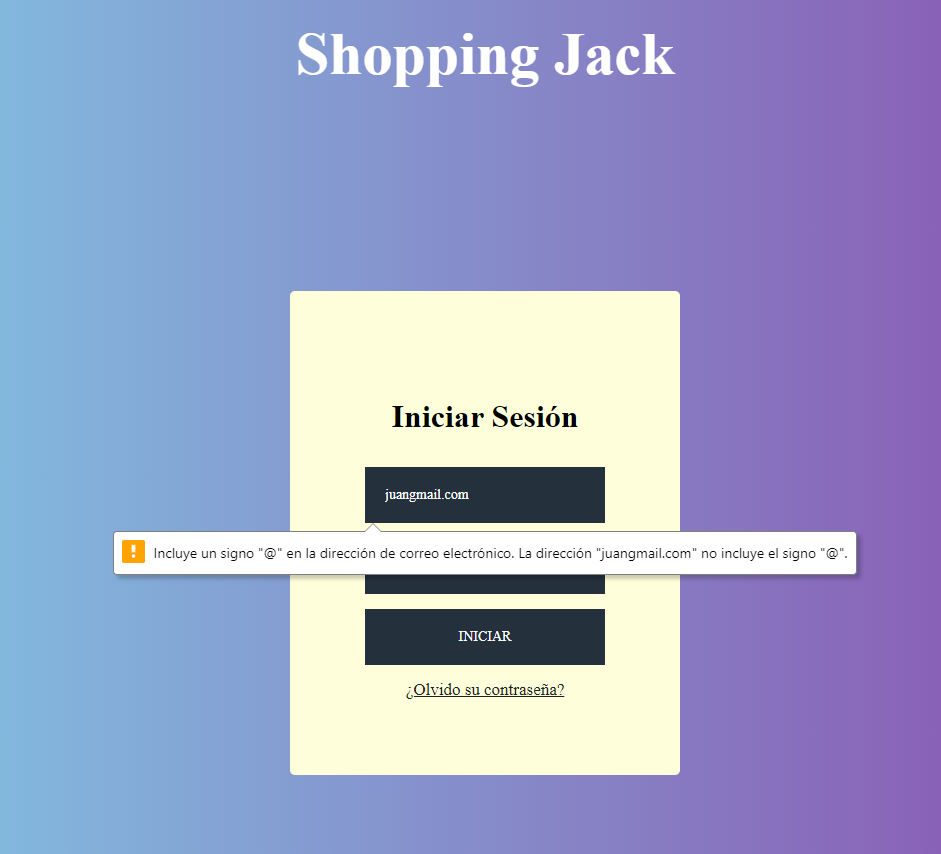 Shopping Jack
Iniciar Sesión
juangmail.com
Incluye un signo "@" en la dirección de correo electrónico. La dirección "juangmail.com" no incluye el signo "@".
INICIAR
¿Olvido su contraseña?